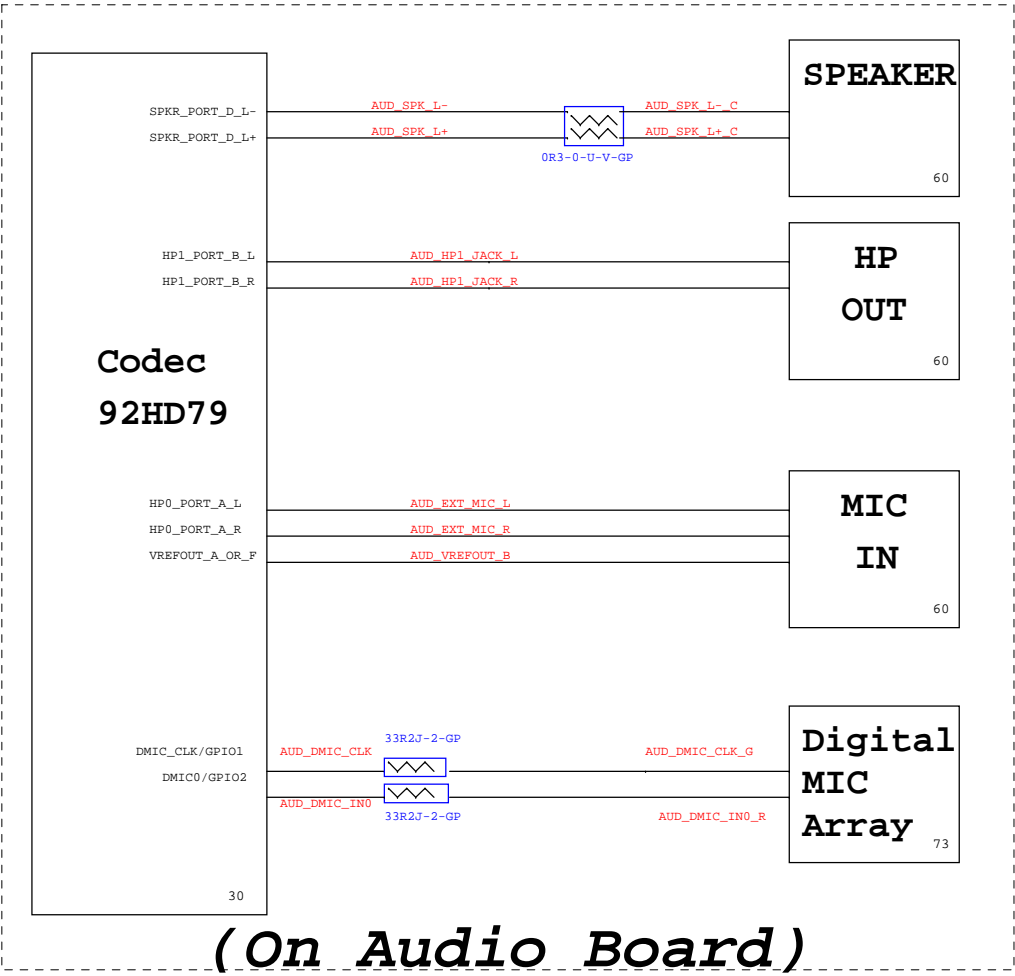 SPEAKER
SPKR_PORT_D_L-
AUD_SPK_L-
AUD_SPK_L-_C
SPKR_PORT_D_L+
AUD_SPK_L+
AUD_SPK_L+_C
0R3-0-U-V-GP
60
HP1_PORT_B_L
AUD_HP1_JACK_L
HP
HP1_PORT_B_R
AUD_HP1_JACK_R
OUT
60
Codec
92HD79
HP0_PORT_A_L
AUD_EXT_MIC_L
MIC
HP0_PORT_A_R
AUD_EXT_MIC_R
VREFOUT_A_OR_F
AUD_VREFOUT_B
IN
60
33R2J-2-GP
DMIC_CLK/GPIO1
AUD_DMIC_CLK
AUD_DMIC_CLK_G
Digital
DMIC0/GPIO2
MIC
AUD_DMIC_IN0
33R2J-2-GP
AUD_DMIC_IN0_R
Array
73
30
(On Audio Board)